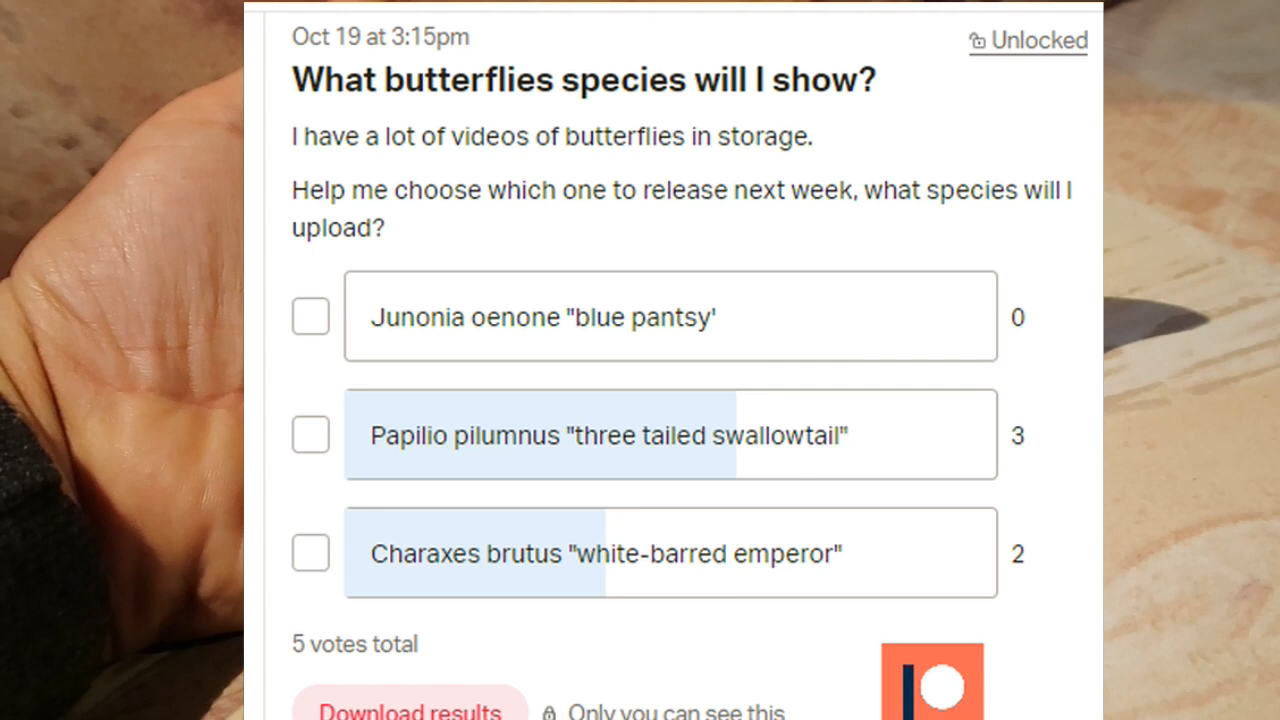 Oct 19 at 3:15pm
Unlocked
What butterflies species will I show?
I have a lot of videos of butterflies in storage.
Help me choose which one to release next week, what species will I
upload?
Junonia oenone "blue pantsy' 0
Papilio pilumnus "three tailed swallowtail" 3
Charaxes brutus "white-barred emperor" 2
5 votes total
Download results
Only you can see this